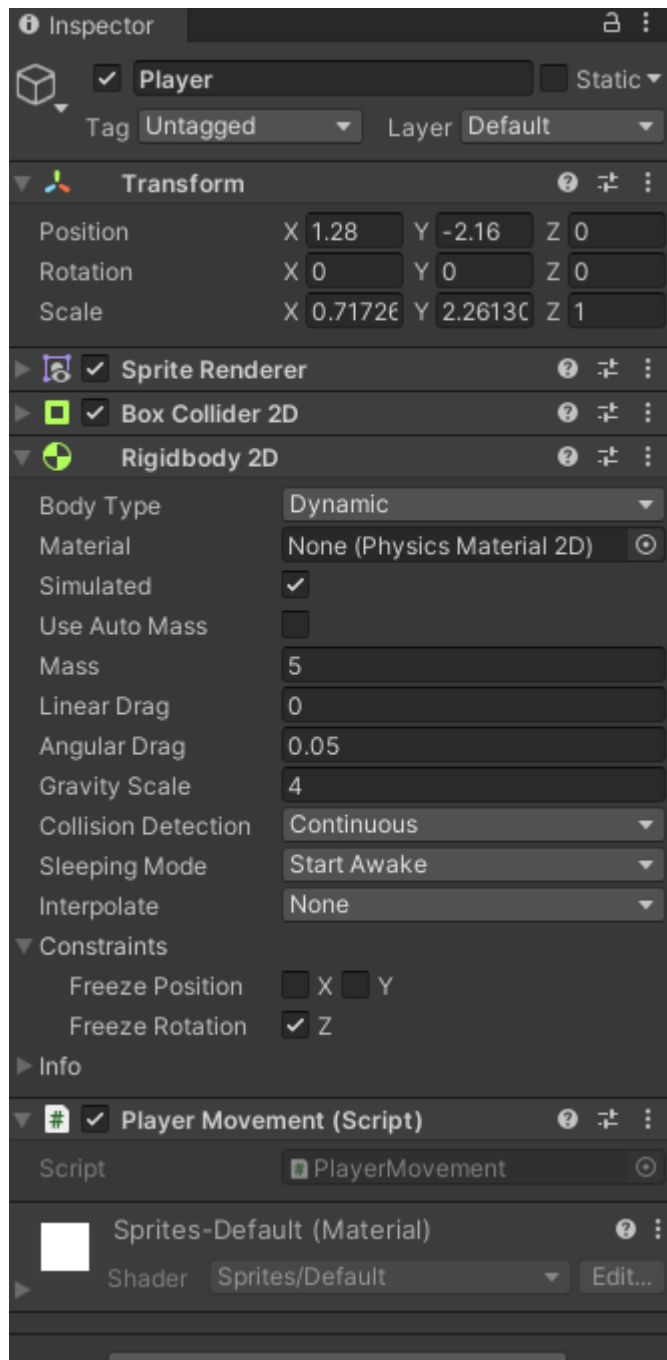 Inspector
Player Static
Tag Untagged Layer Default
Transform
Position X 1.28 Y -2.16 Z 0
Rotation X 0 Y 0 Z 0
Scale X 0.71726 Y 2.26130 Z 1
Sprite Renderer
Box Collider 2D
Rigidbody 2D
Body Type Dynamic
Material None (Physics Material 2D)
Simulated
Use Auto Mass
Mass 5
Linear Drag 0
Angular Drag 0.05
Gravity Scale 4
Collision Detection Continuous
Sleeping Mode Start Awake
Interpolate None
Constraints
Freeze Position X Y
Freeze Rotation Z
Info
# Player Movement (Script)
Script PlayerMovement
Sprites-Default (Material)
Shader Sprites/Default Edit...